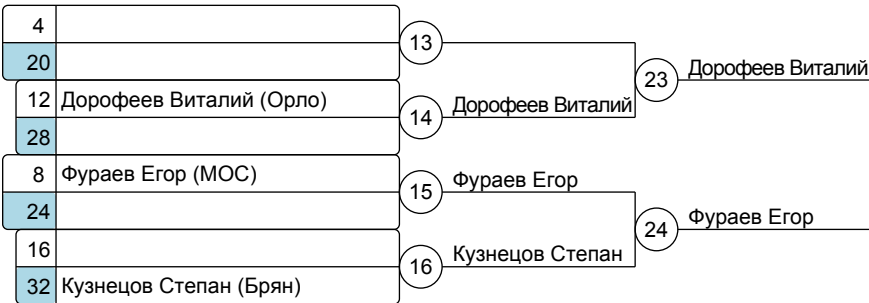 4
13
20
23 Дорофеев Виталий
12 Дорофеев Виталий (Орло)
14 Дорофеев Виталий
28
8 Фураев Егор (МОС)
15 Фураев Егор
24
24 Фураев Егор
16
16 Кузнецов Степан
32 Кузнецов Степан (Брян)